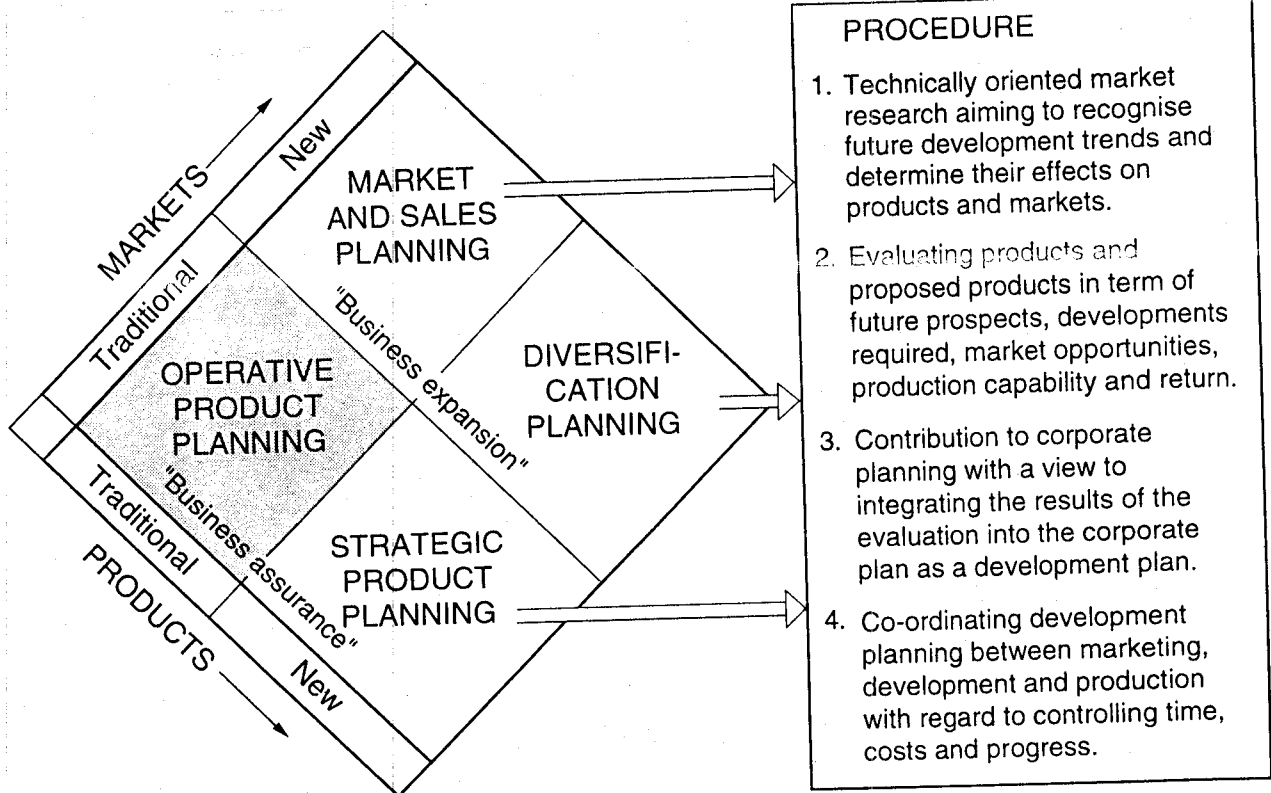 MARKETS
New
Traditional
MARKET
AND SALES
PLANNING
"Business expansion"
OPERATIVE
PRODUCT
PLANNING
DIVERSIFI-
CATION
PLANNING
"Business assurance"
STRATEGIC
PRODUCT
PLANNING
Traditional
New
PRODUCTS
PROCEDURE
1. Technically oriented market
research aiming to recognise
future development trends and
determine their effects on
products and markets.
2. Evaluating products and
proposed products in term of
future prospects, developments
required, market opportunities,
production capability and return.
3. Contribution to corporate
planning with a view to
integrating the results of the
evaluation into the corporate
plan as a development plan.
4. Co-ordinating development
planning between marketing,
development and production
with regard to controlling time,
costs and progress.